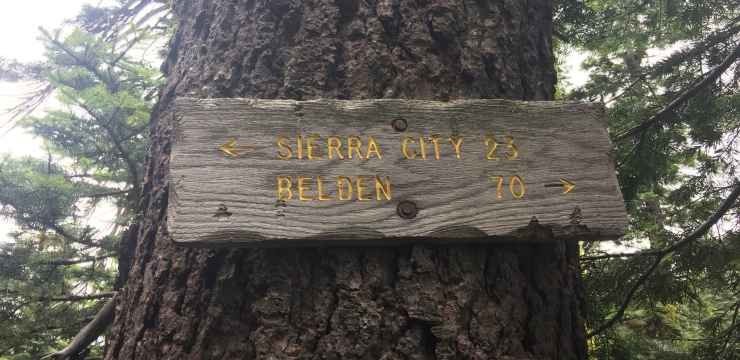 ← SIERRA CITY 23
BELDEN 70 →